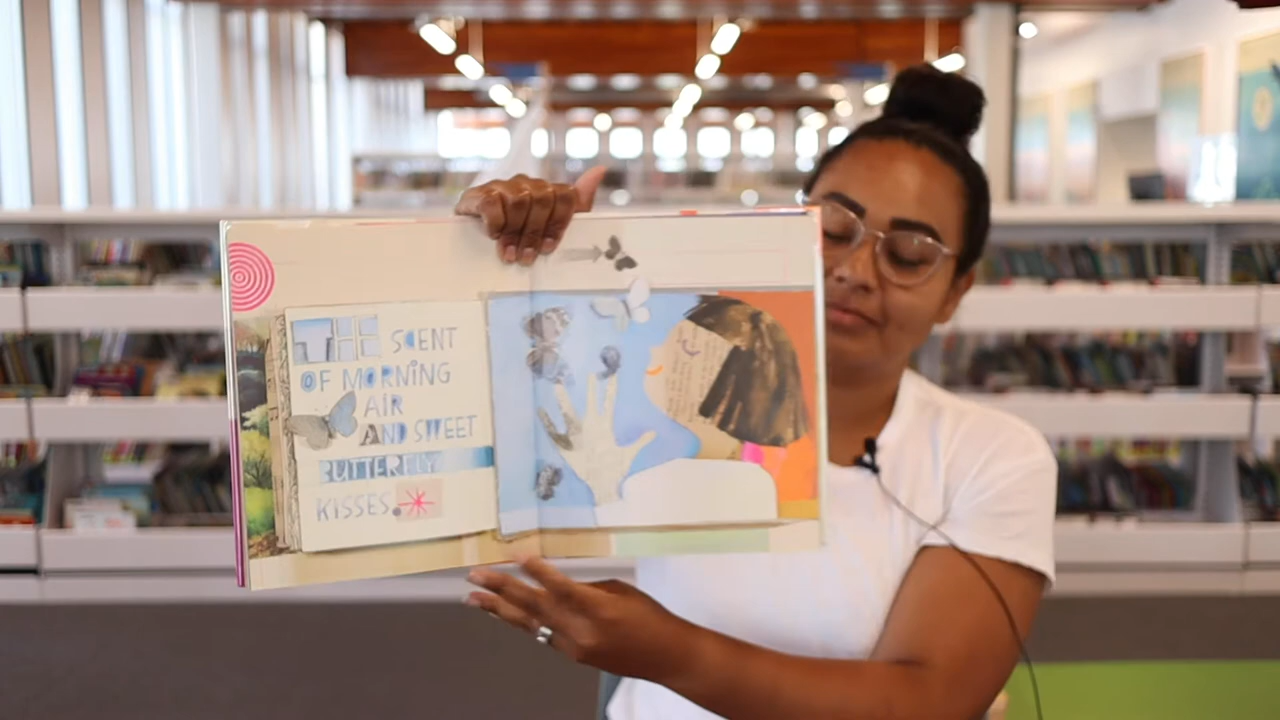 THE SCENT
OF MORNING
AIR
AND SWEET
BUTTERFLY
KISSES.